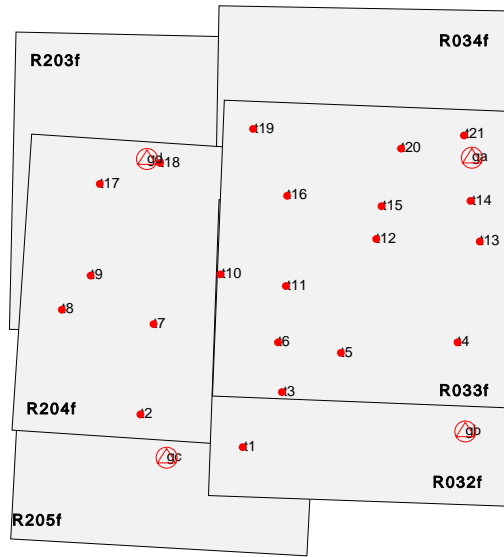 R034f
R203f
t19
t21
t20
gd
t18
ga
t17
t16
t14
t15
t12
t13
t9
t10
t11
t8
t7
t6
t4
t5
R033f
t3
R204f
t2
gb
t1
gc
R032f
R205f